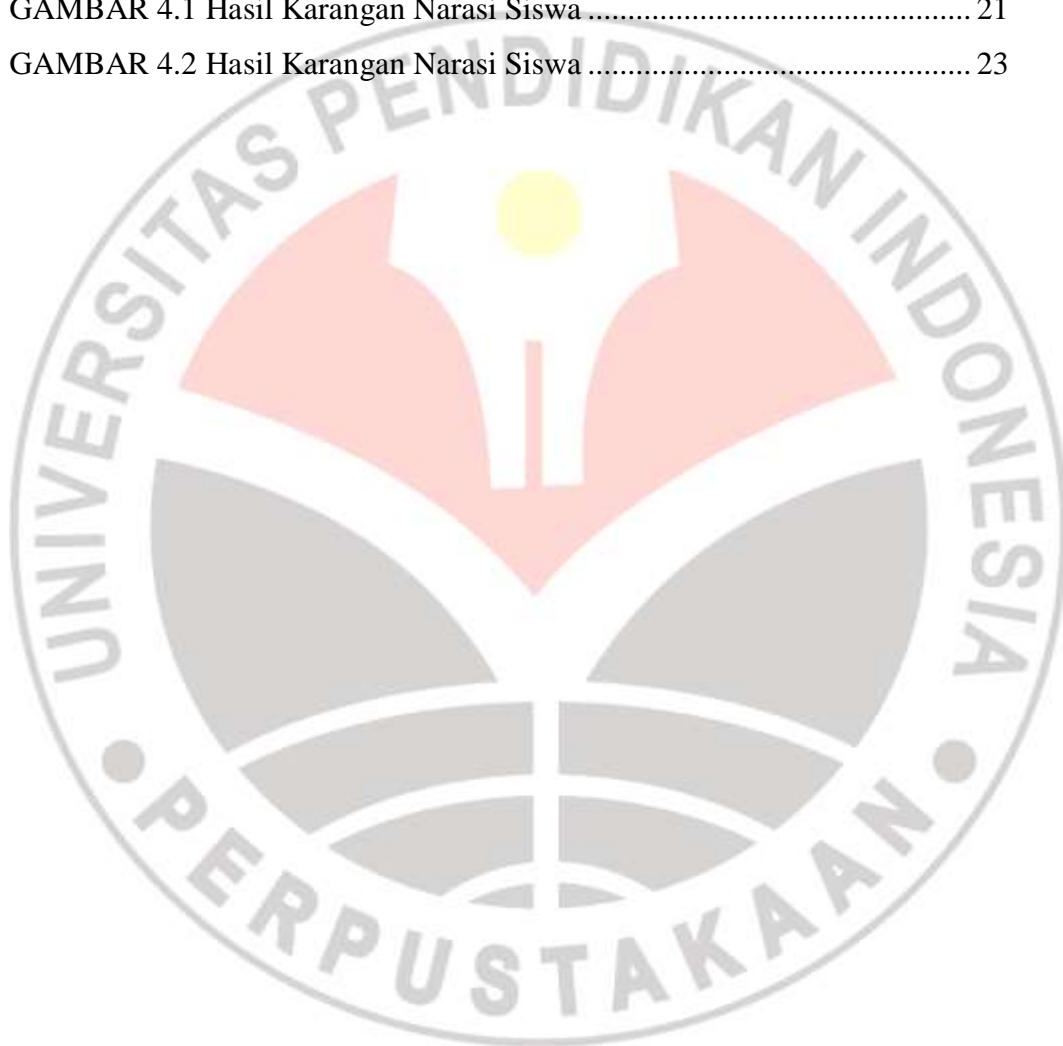 GAMBAR 4.1 Hasil Karangan Narasi Siswa ................................................ 21
GAMBAR 4.2 Hasil Karangan Narasi Siswa ................................................ 23
UNIVERSITAS PENDIDIKAN INDONESIA
PERPUSTAKAAN